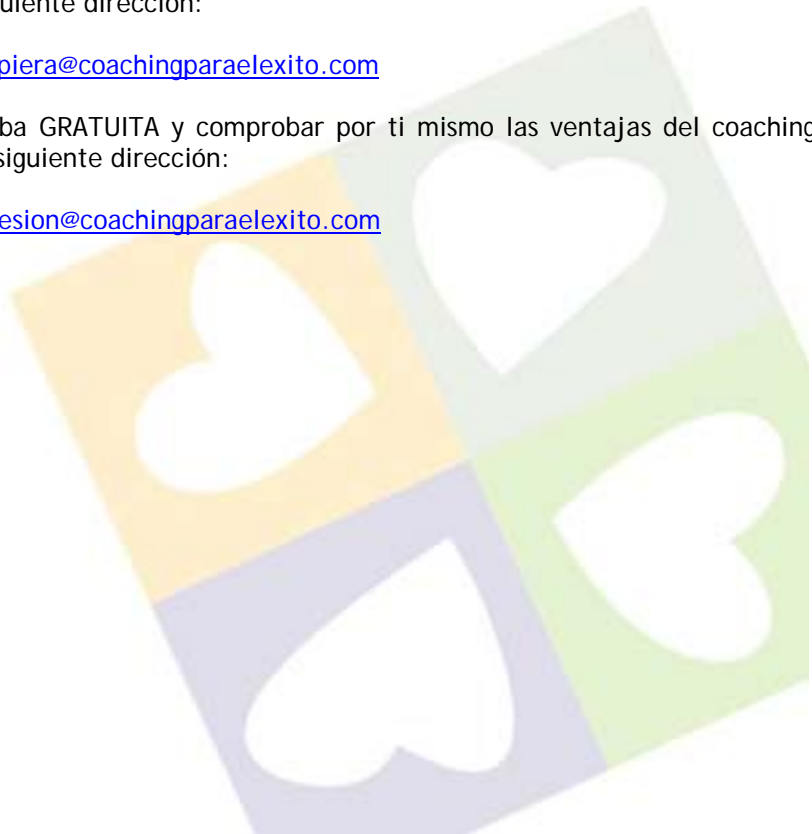 uiente dirección:
piera@coachingparaelexito.com
ba GRATUITA y comprobar por ti mismo las ventajas del coaching
siguiente dirección:
esion@coachingparaelexito.com